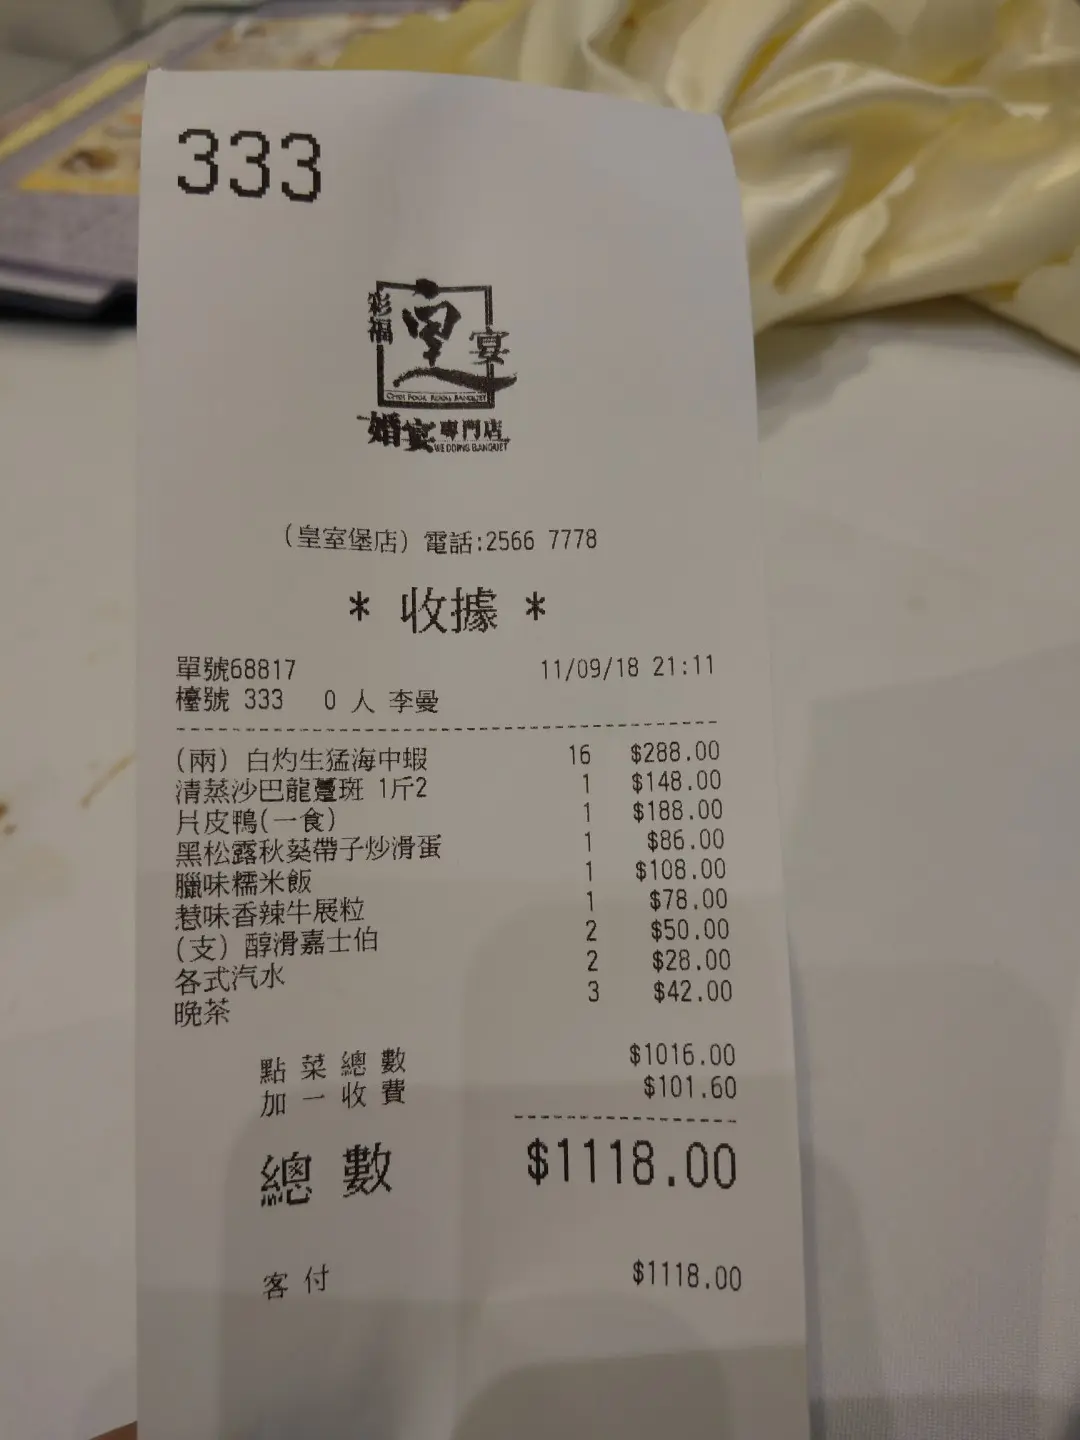 333
彩福 皇 宴
CHOI FOOK ROYAL BANQUET
婚宴專門店
WEDDING BANQUET
(皇室堡店) 電話:2566 7778
* 收據 *
單號68817 11/09/18 21:11
檯號 333 0 人 李曼
(兩) 白灼生猛海中蝦 16 $288.00
清蒸沙巴龍躉斑 1斤2 1 $148.00
片皮鴨(一食) 1 $188.00
黑松露秋葵帶子炒滑蛋 1 $86.00
臘味糯米飯 1 $108.00
惹味香辣牛展粒 1 $78.00
(支) 醇滑嘉士伯 2 $50.00
各式汽水 2 $28.00
晚茶 3 $42.00
點菜總數 $1016.00
加一收費 $101.60
總數 $1118.00
客付 $1118.00